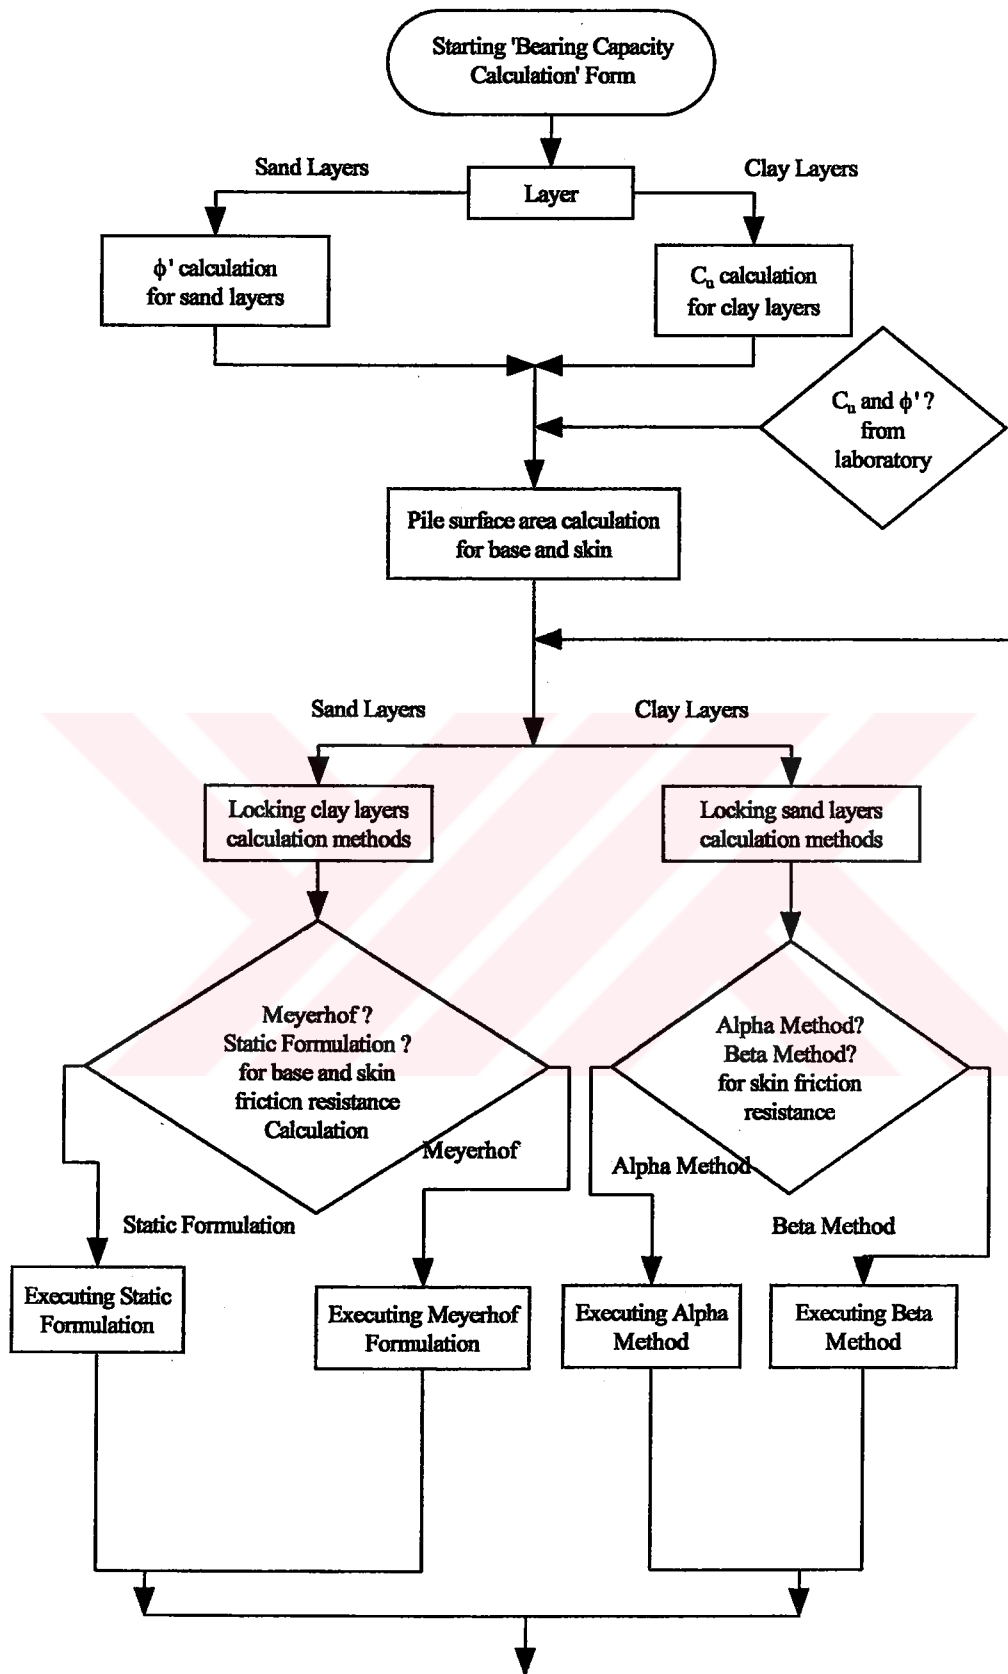 Starting 'Bearing Capacity
Calculation' Form
Sand Layers
Clay Layers
Layer
ϕ' calculation
for sand layers
Cu calculation
for clay layers
Cu and ϕ' ?
from
laboratory
Pile surface area calculation
for base and skin
Sand Layers
Clay Layers
Locking clay layers
calculation methods
Locking sand layers
calculation methods
Meyerhof ?
Static Formulation ?
for base and skin
friction resistance
Calculation
Alpha Method?
Beta Method?
for skin friction
resistance
Meyerhof
Alpha Method
Static Formulation
Beta Method
Executing Static
Formulation
Executing Meyerhof
Formulation
Executing Alpha
Method
Executing Beta
Method